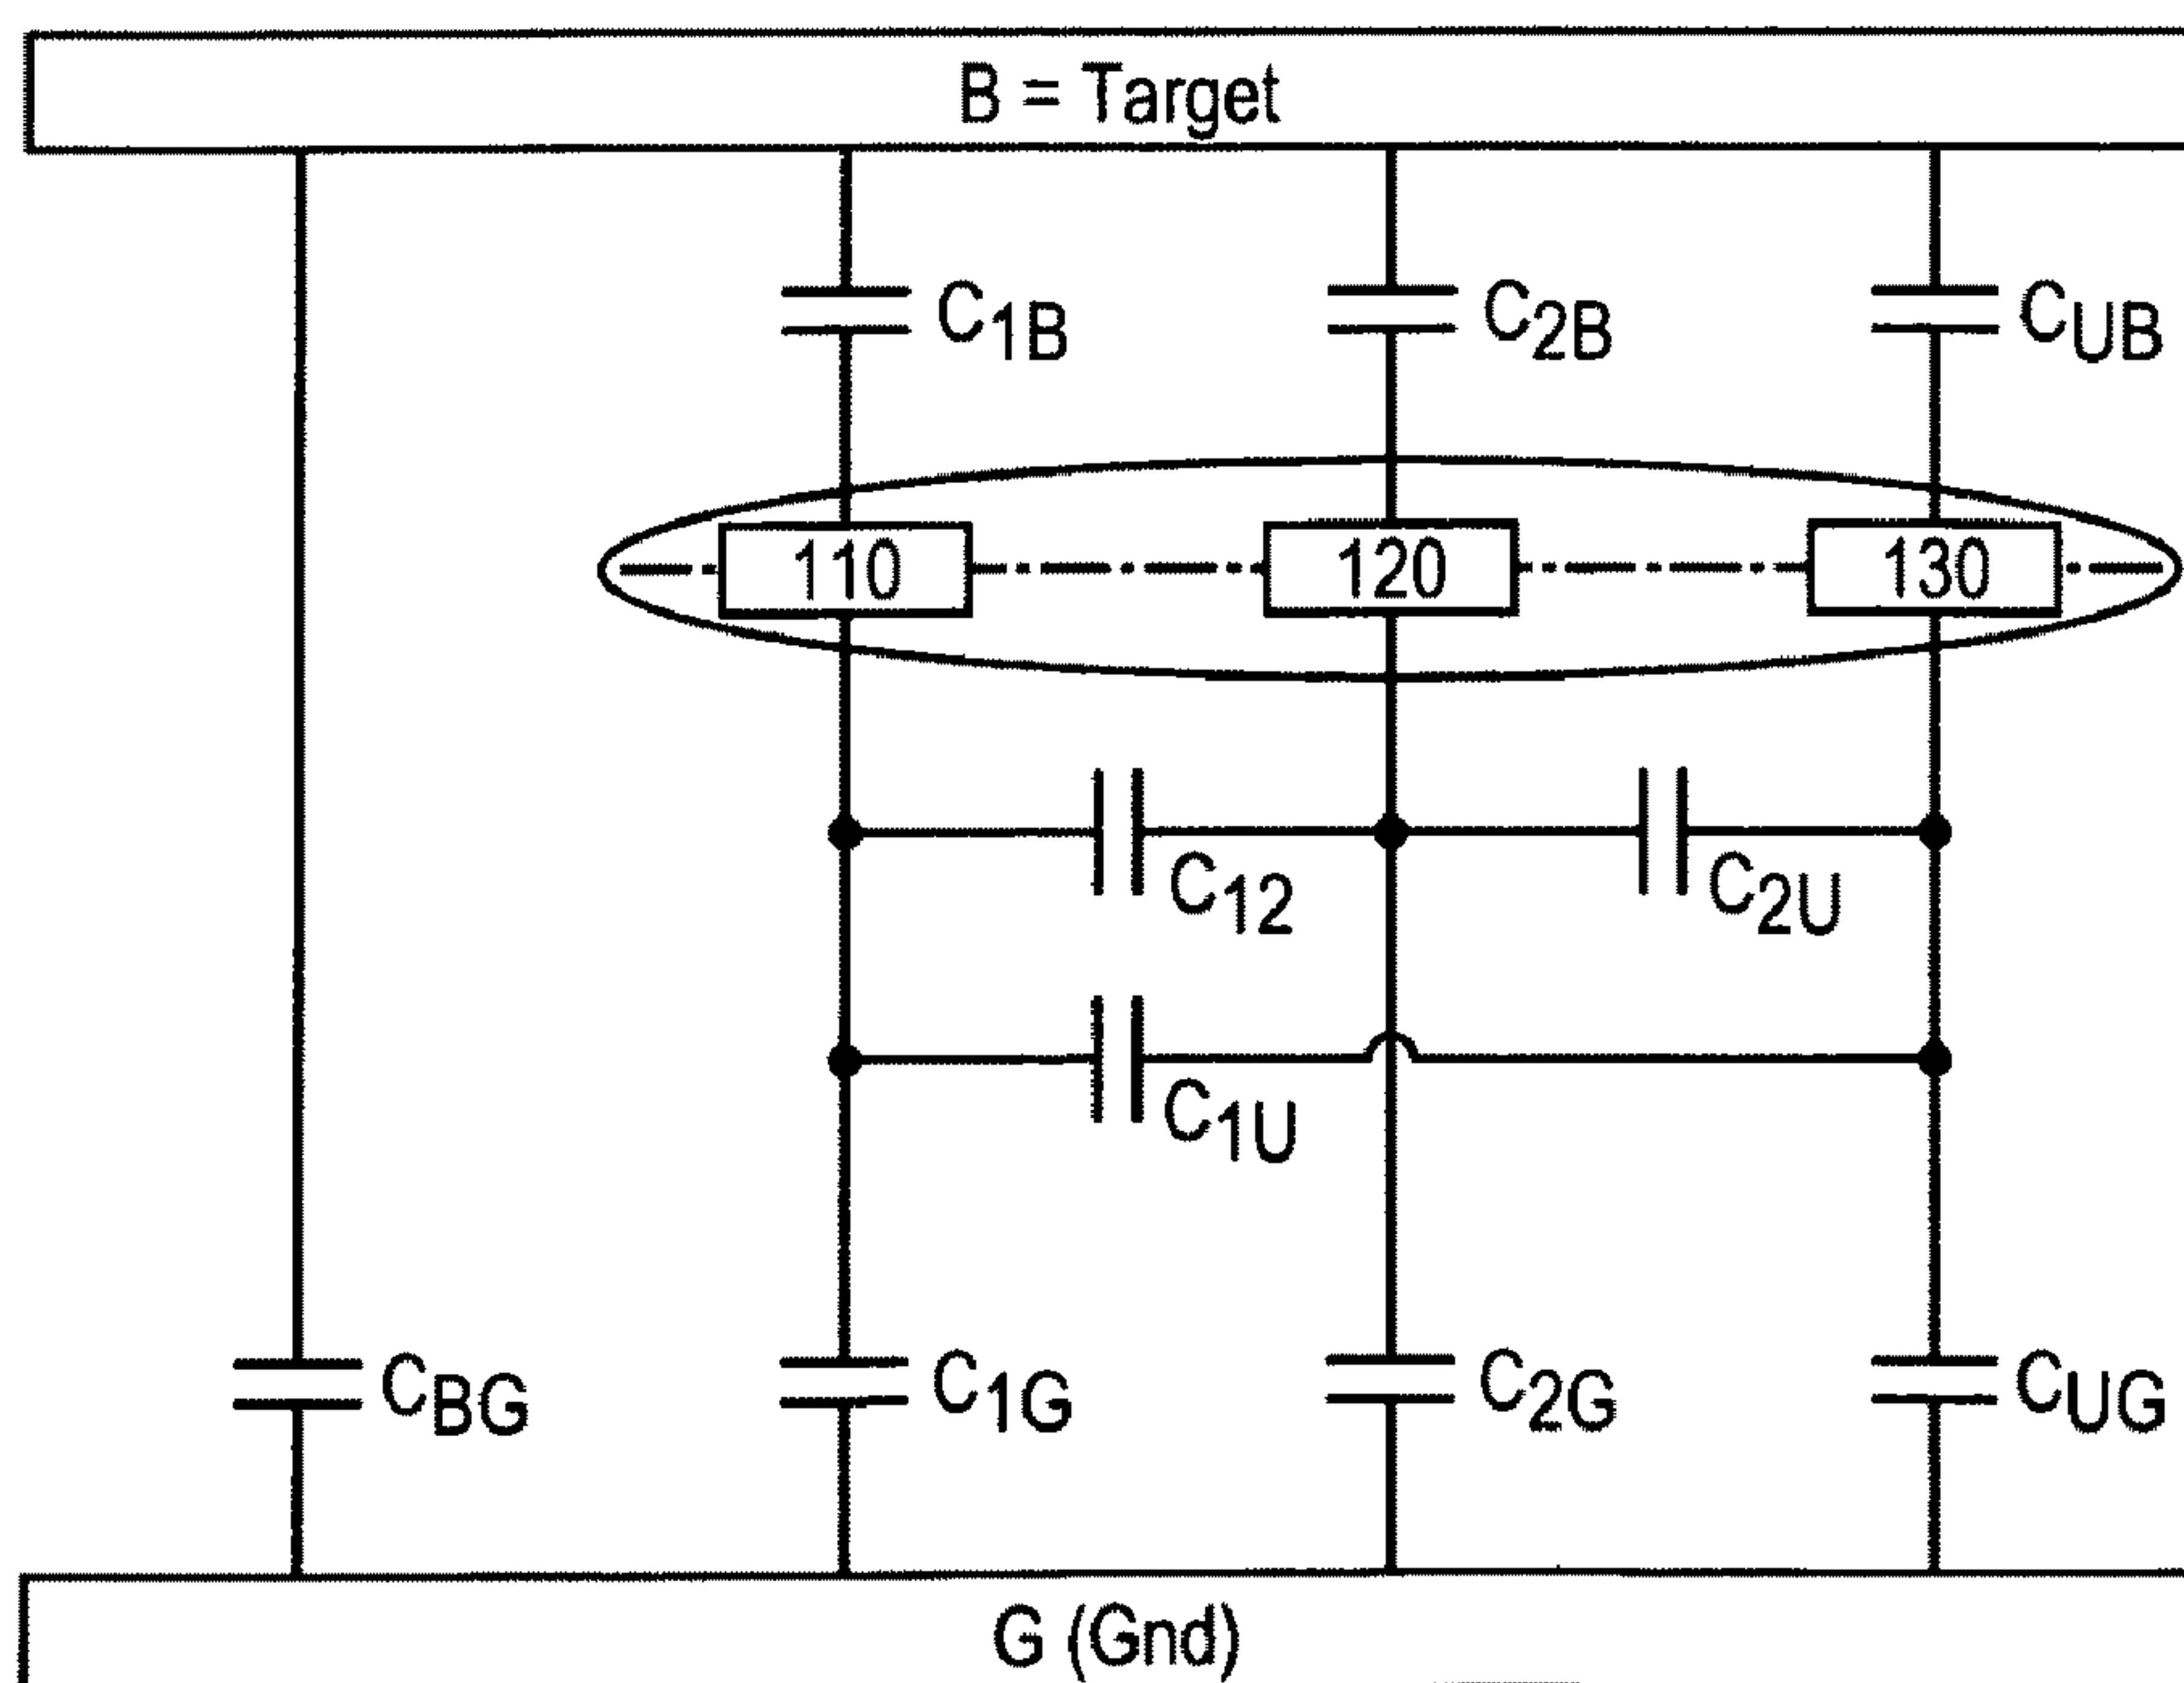 B = Target
C1B
C2B
CUB
110
120
130
C12
C2U
C1U
CBG
C1G
C2G
CUG
G (Gnd)